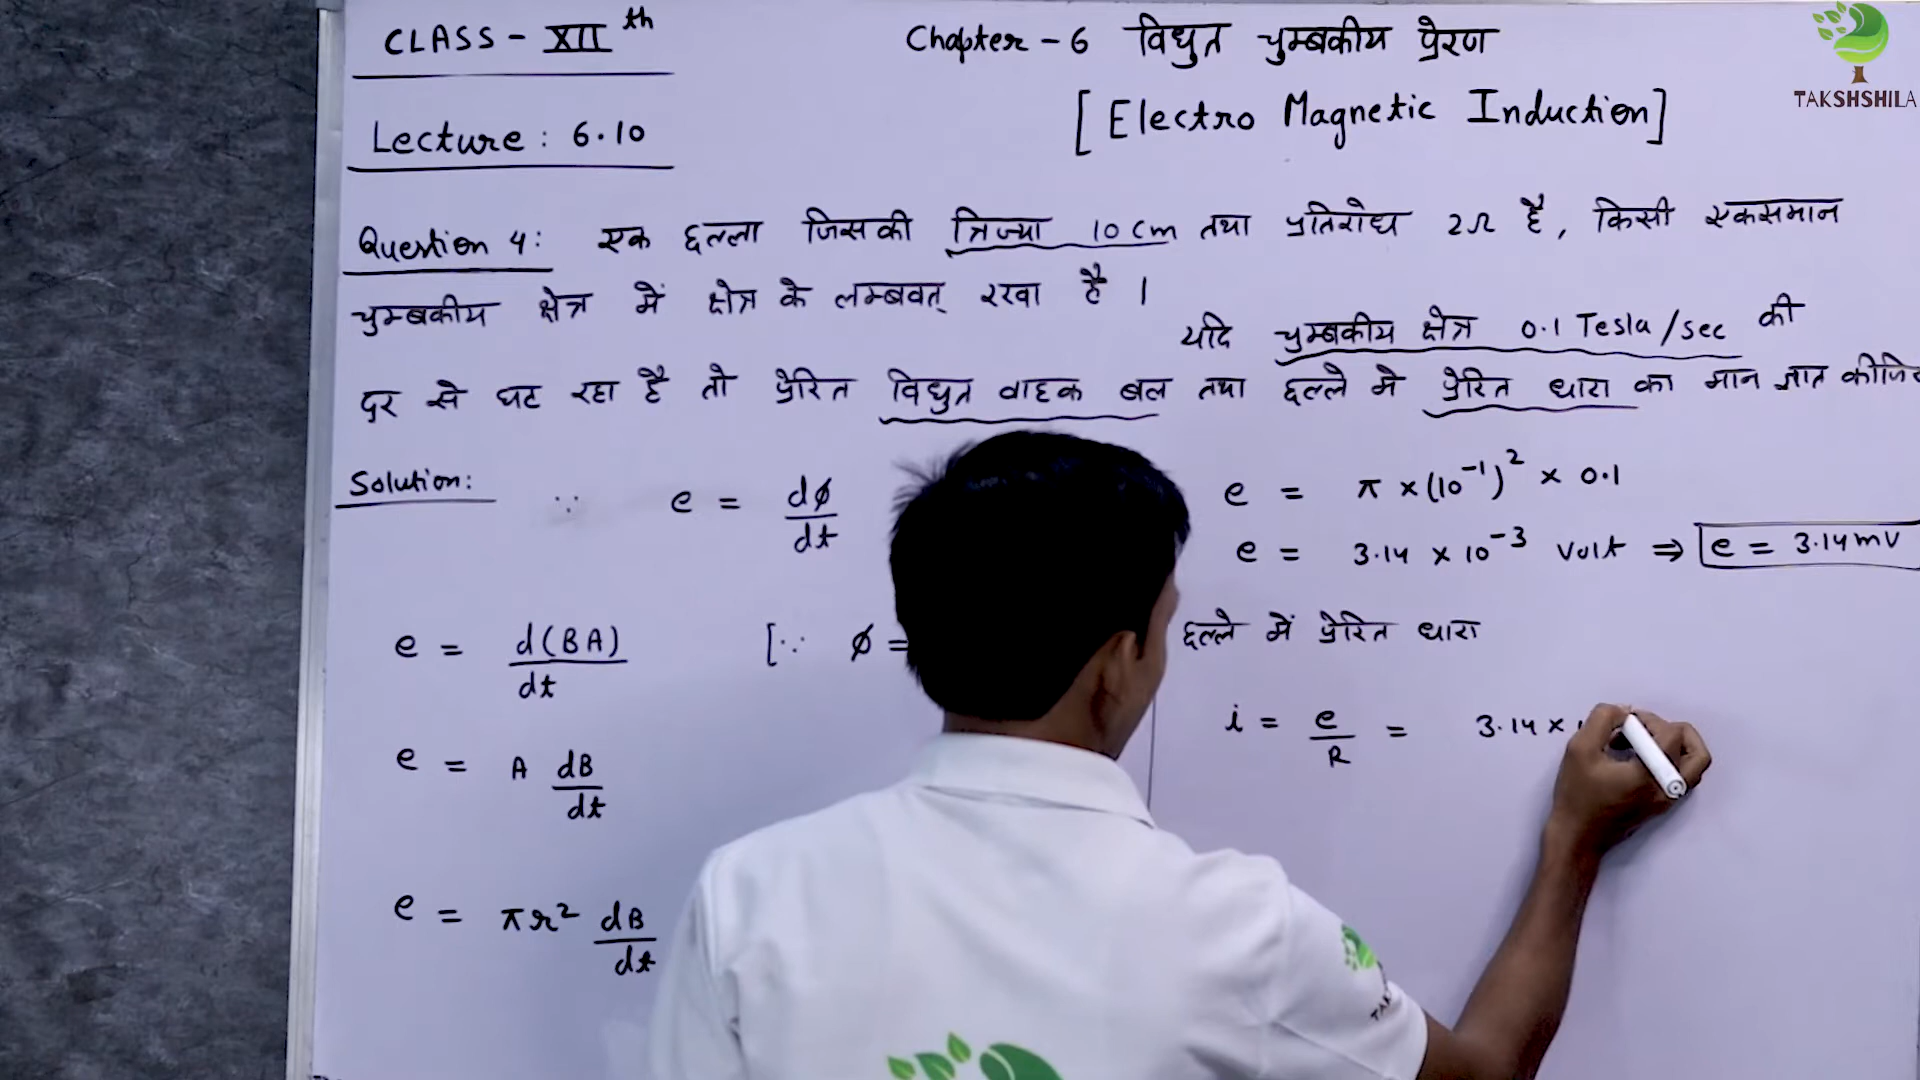 CLASS - XII th
Chapter - 6 विद्युत चुम्बकीय प्रेरण
TAKSHSHILA
Lecture : 6.10
[Electro Magnetic Induction]
Question 4: एक छल्ला जिसकी त्रिज्या 10 cm तथा प्रतिरोध 2Ω है, किसी एकसमान
चुम्बकीय क्षेत्र में क्षेत्र के लम्बवत् रखा है ।
यदि चुम्बकीय क्षेत्र 0.1 Tesla/sec की
दर से घट रहा है तो प्रेरित विद्युत वाहक बल तथा छल्ले मे प्रेरित धारा का मान ज्ञात
Solution:
∵ e = dϕ/dt
e = d(BA)/dt [∵ ϕ =
e = A dB/dt
e = πr² dB/dt
e = π × (10⁻¹)² × 0.1
e = 3.14 × 10⁻³ Volt ⇒ e = 3.14 mV
छल्ले में प्रेरित धारा
i = e/R = 3.14 ×